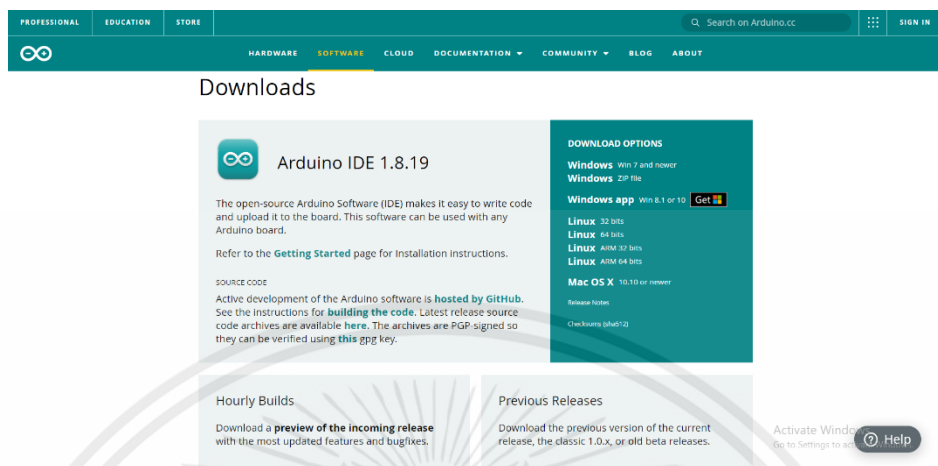 PROFESSIONAL EDUCATION STORE Search on Arduino.cc SIGN IN
HARDWARE SOFTWARE CLOUD DOCUMENTATION COMMUNITY BLOG ABOUT
Downloads
Arduino IDE 1.8.19
The open-source Arduino Software (IDE) makes it easy to write code
and upload it to the board. This software can be used with any
Arduino board.
Refer to the Getting Started page for Installation instructions.
SOURCE CODE
Active development of the Arduino software is hosted by GitHub.
See the instructions for building the code. Latest release source
code archives are available here. The archives are PGP-signed so
they can be verified using this gpg key.
DOWNLOAD OPTIONS
Windows Win 7 and newer
Windows ZIP file
Windows app Win 8.1 or 10 Get
Linux 32 bits
Linux 64 bits
Linux ARM 32 bits
Linux ARM 64 bits
Mac OS X 10.10 or newer
Release Notes
Checksums (sha512)
Hourly Builds
Download a preview of the incoming release
with the most updated features and bugfixes.
Previous Releases
Download the previous version of the current
release, the classic 1.0.x, or old beta releases.
Activate Windows
Go to Settings to
Help